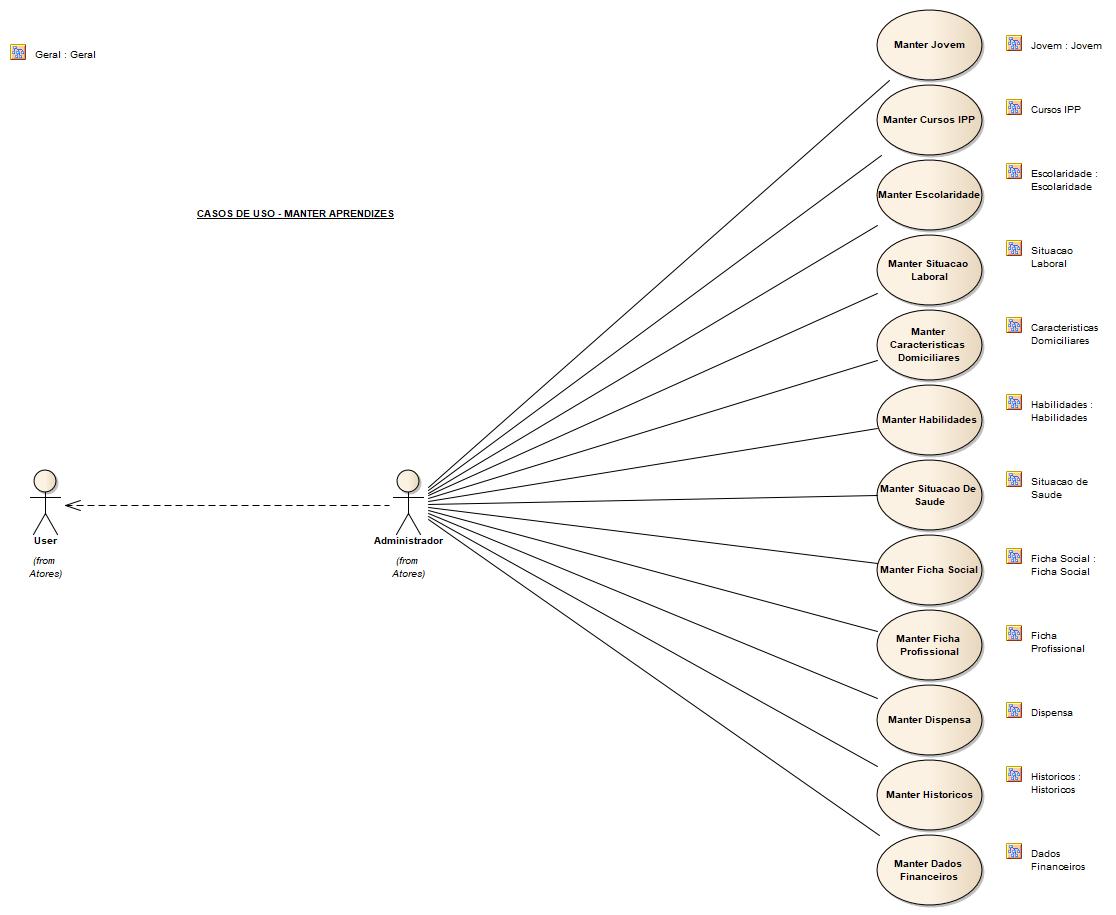 Geral : Geral
CASOS DE USO - MANTER APRENDIZES
User
(from
Atores)
Administrador
(from
Atores)
Manter Jovem
Jovem : Jovem
Manter Cursos IPP
Cursos IPP
Manter Escolaridade
Escolaridade :
Escolaridade
Manter Situacao
Laboral
Situacao
Laboral
Manter
Caracteristicas
Domiciliares
Caracteristicas
Domiciliares
Manter Habilidades
Habilidades :
Habilidades
Manter Situacao De
Saude
Situacao de
Saude
Manter Ficha Social
Ficha Social :
Ficha Social
Manter Ficha
Profissional
Ficha
Profissional
Manter Dispensa
Dispensa
Manter Historicos
Historicos :
Historicos
Manter Dados
Financeiros
Dados
Financeiros